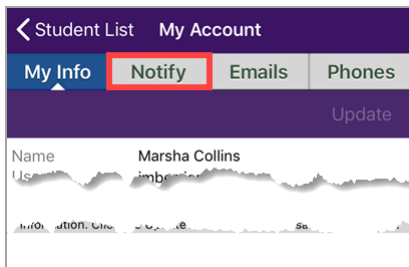 Student List My Account
My Info Notify Emails Phones
Update
Name Marsha Collins